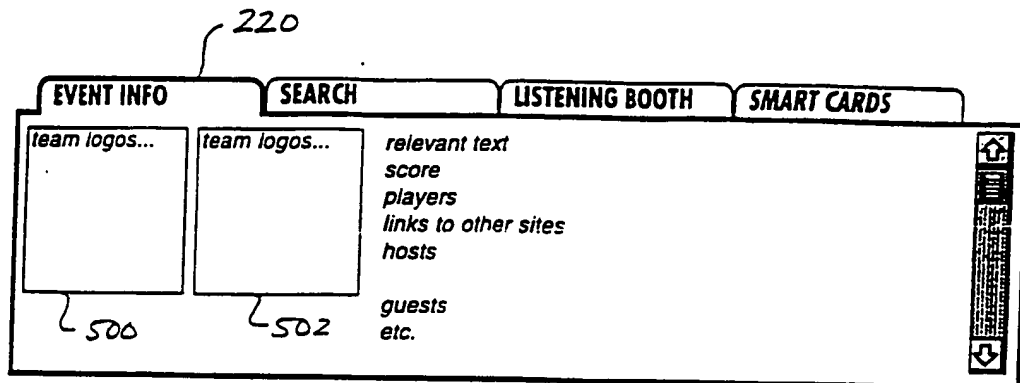 220
EVENT INFO SEARCH LISTENING BOOTH SMART CARDS
team logos... team logos... relevant text
score
players
links to other sites
hosts
guests
etc.
500 502